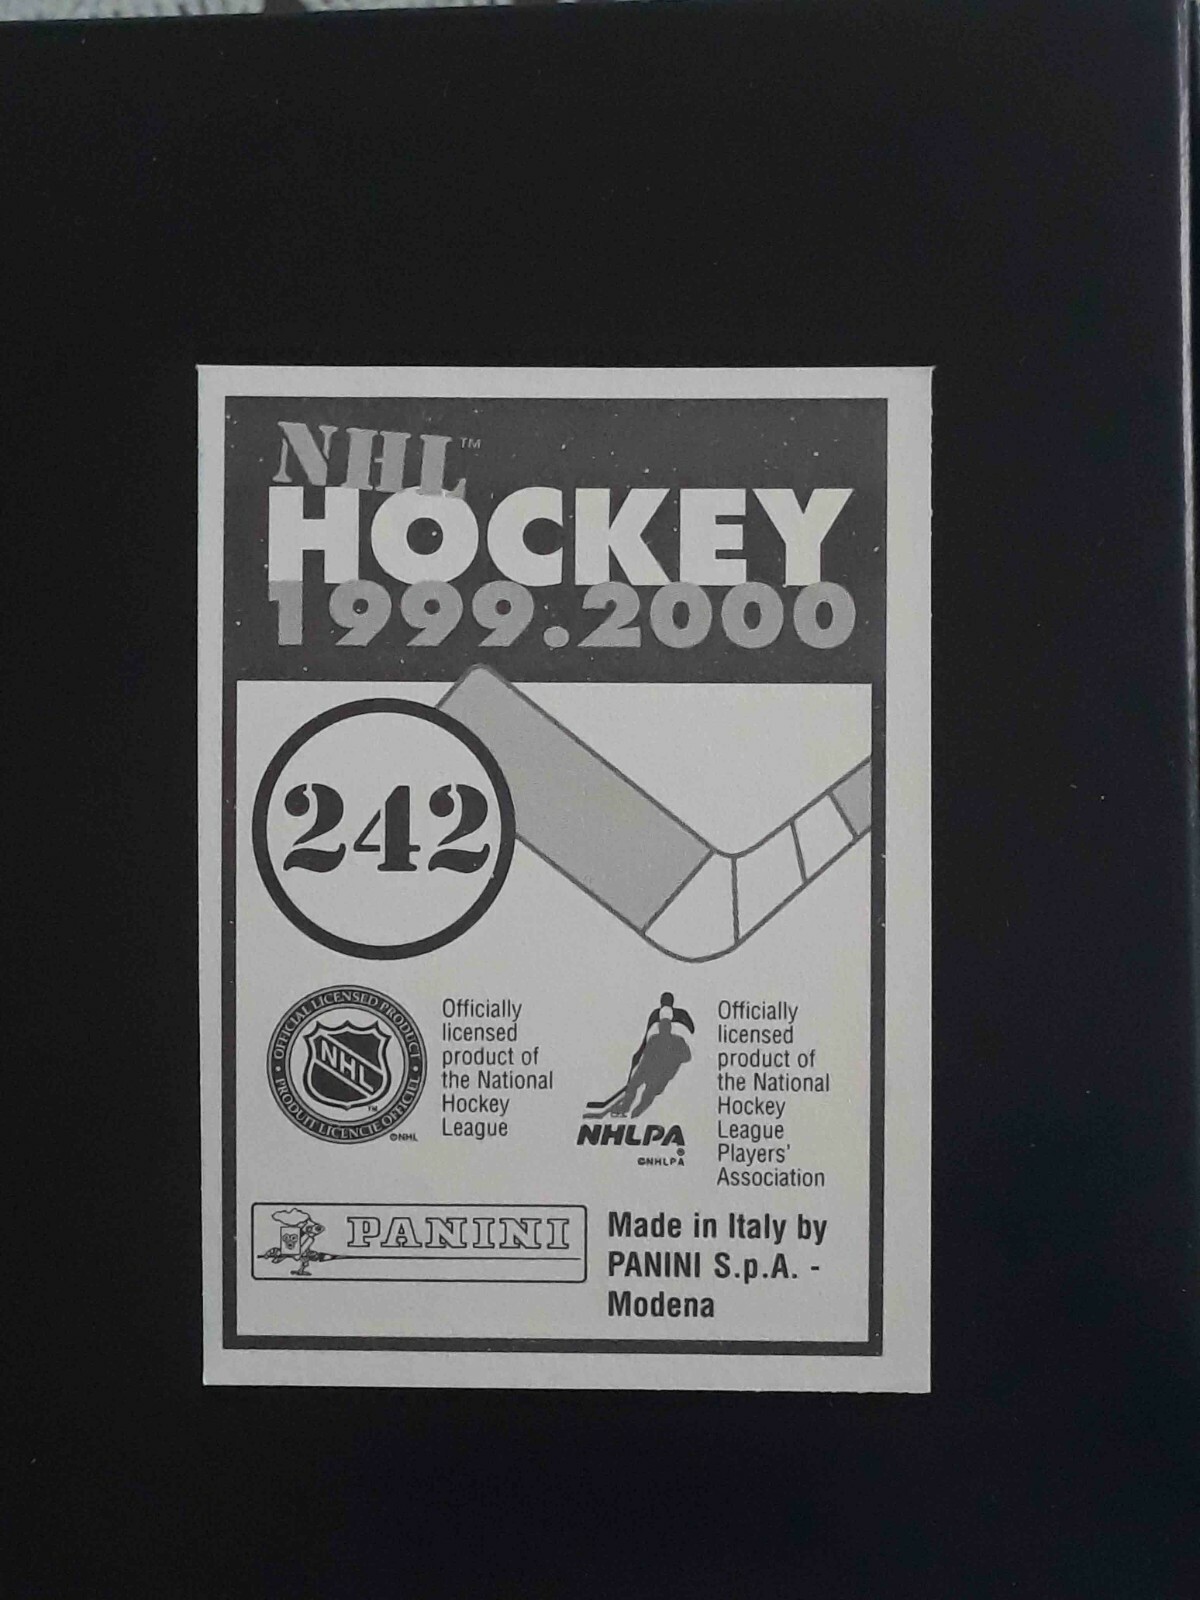 NHL™
HOCKEY
1999.2000
242
OFFICIAL LICENSED PRODUCT
• PRODUIT LICENCIE OFFICIEL •
NHL
™
©NHL
Officially
licensed
product of
the National
Hockey
League
NHLPA
®
©NHLPA
Officially
licensed
product of
the National
Hockey
League
Players'
Association
PANINI
Made in Italy by
PANINI S.p.A. -
Modena